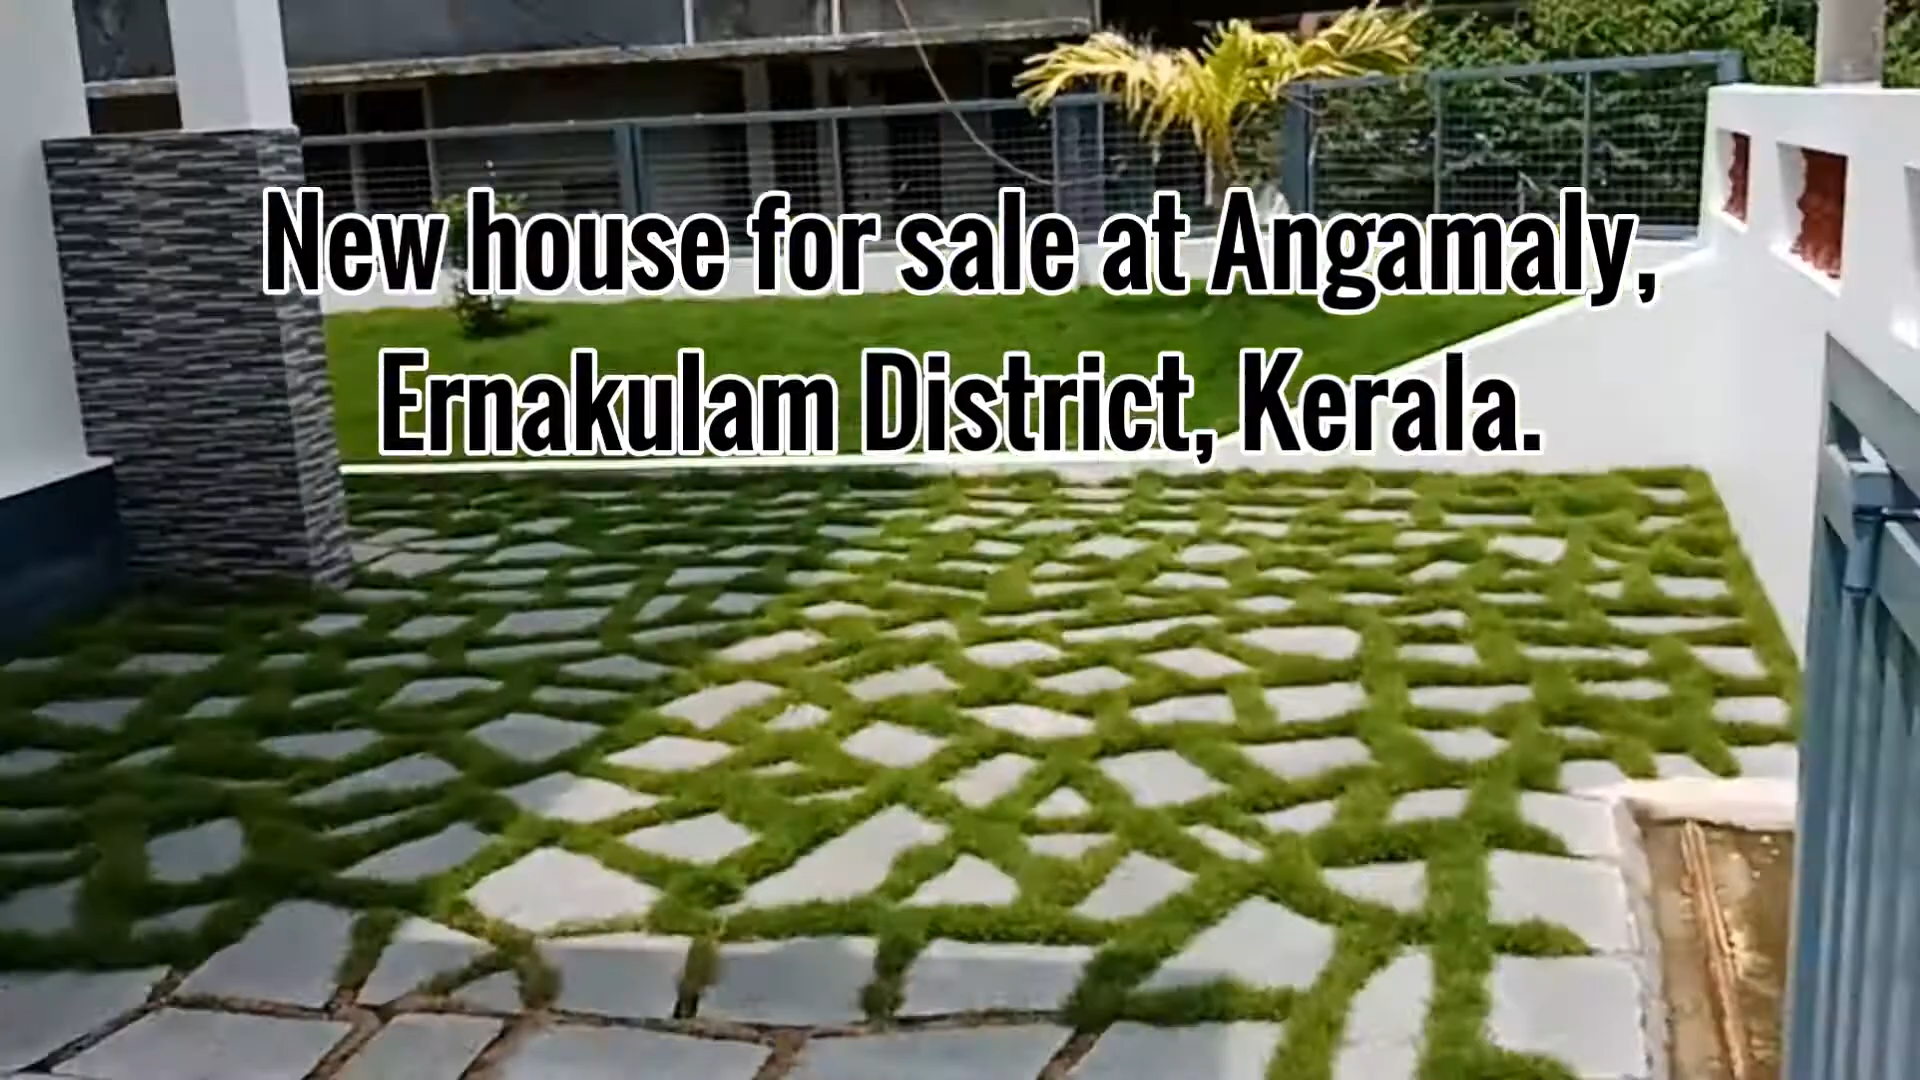 New house for sale at Angamaly,
Ernakulam District, Kerala.